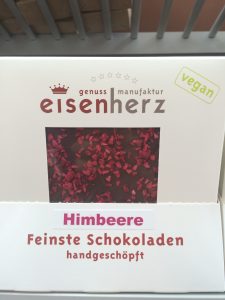 genuss manufaktur
eisenherz
vegan
Himbeere
Feinste Schokoladen
handgeschöpft